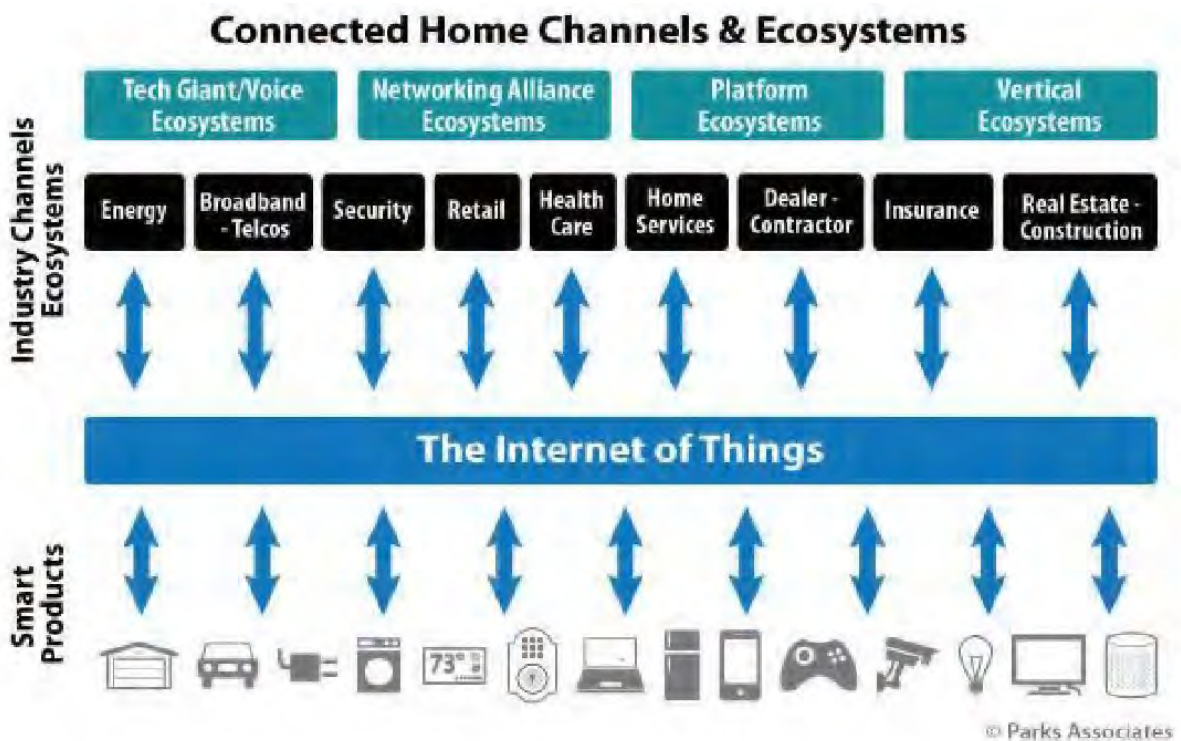 Connected Home Channels & Ecosystems
Tech Giant/Voice
Ecosystems
Networking Alliance
Ecosystems
Platform
Ecosystems
Vertical
Ecosystems
Industry Channels
Ecosystems
Energy
Broadband
- Telcos
Security
Retail
Health
Care
Home
Services
Dealer -
Contractor
Insurance
Real Estate -
Construction
The Internet of Things
Smart
Products
73°
© Parks Associates